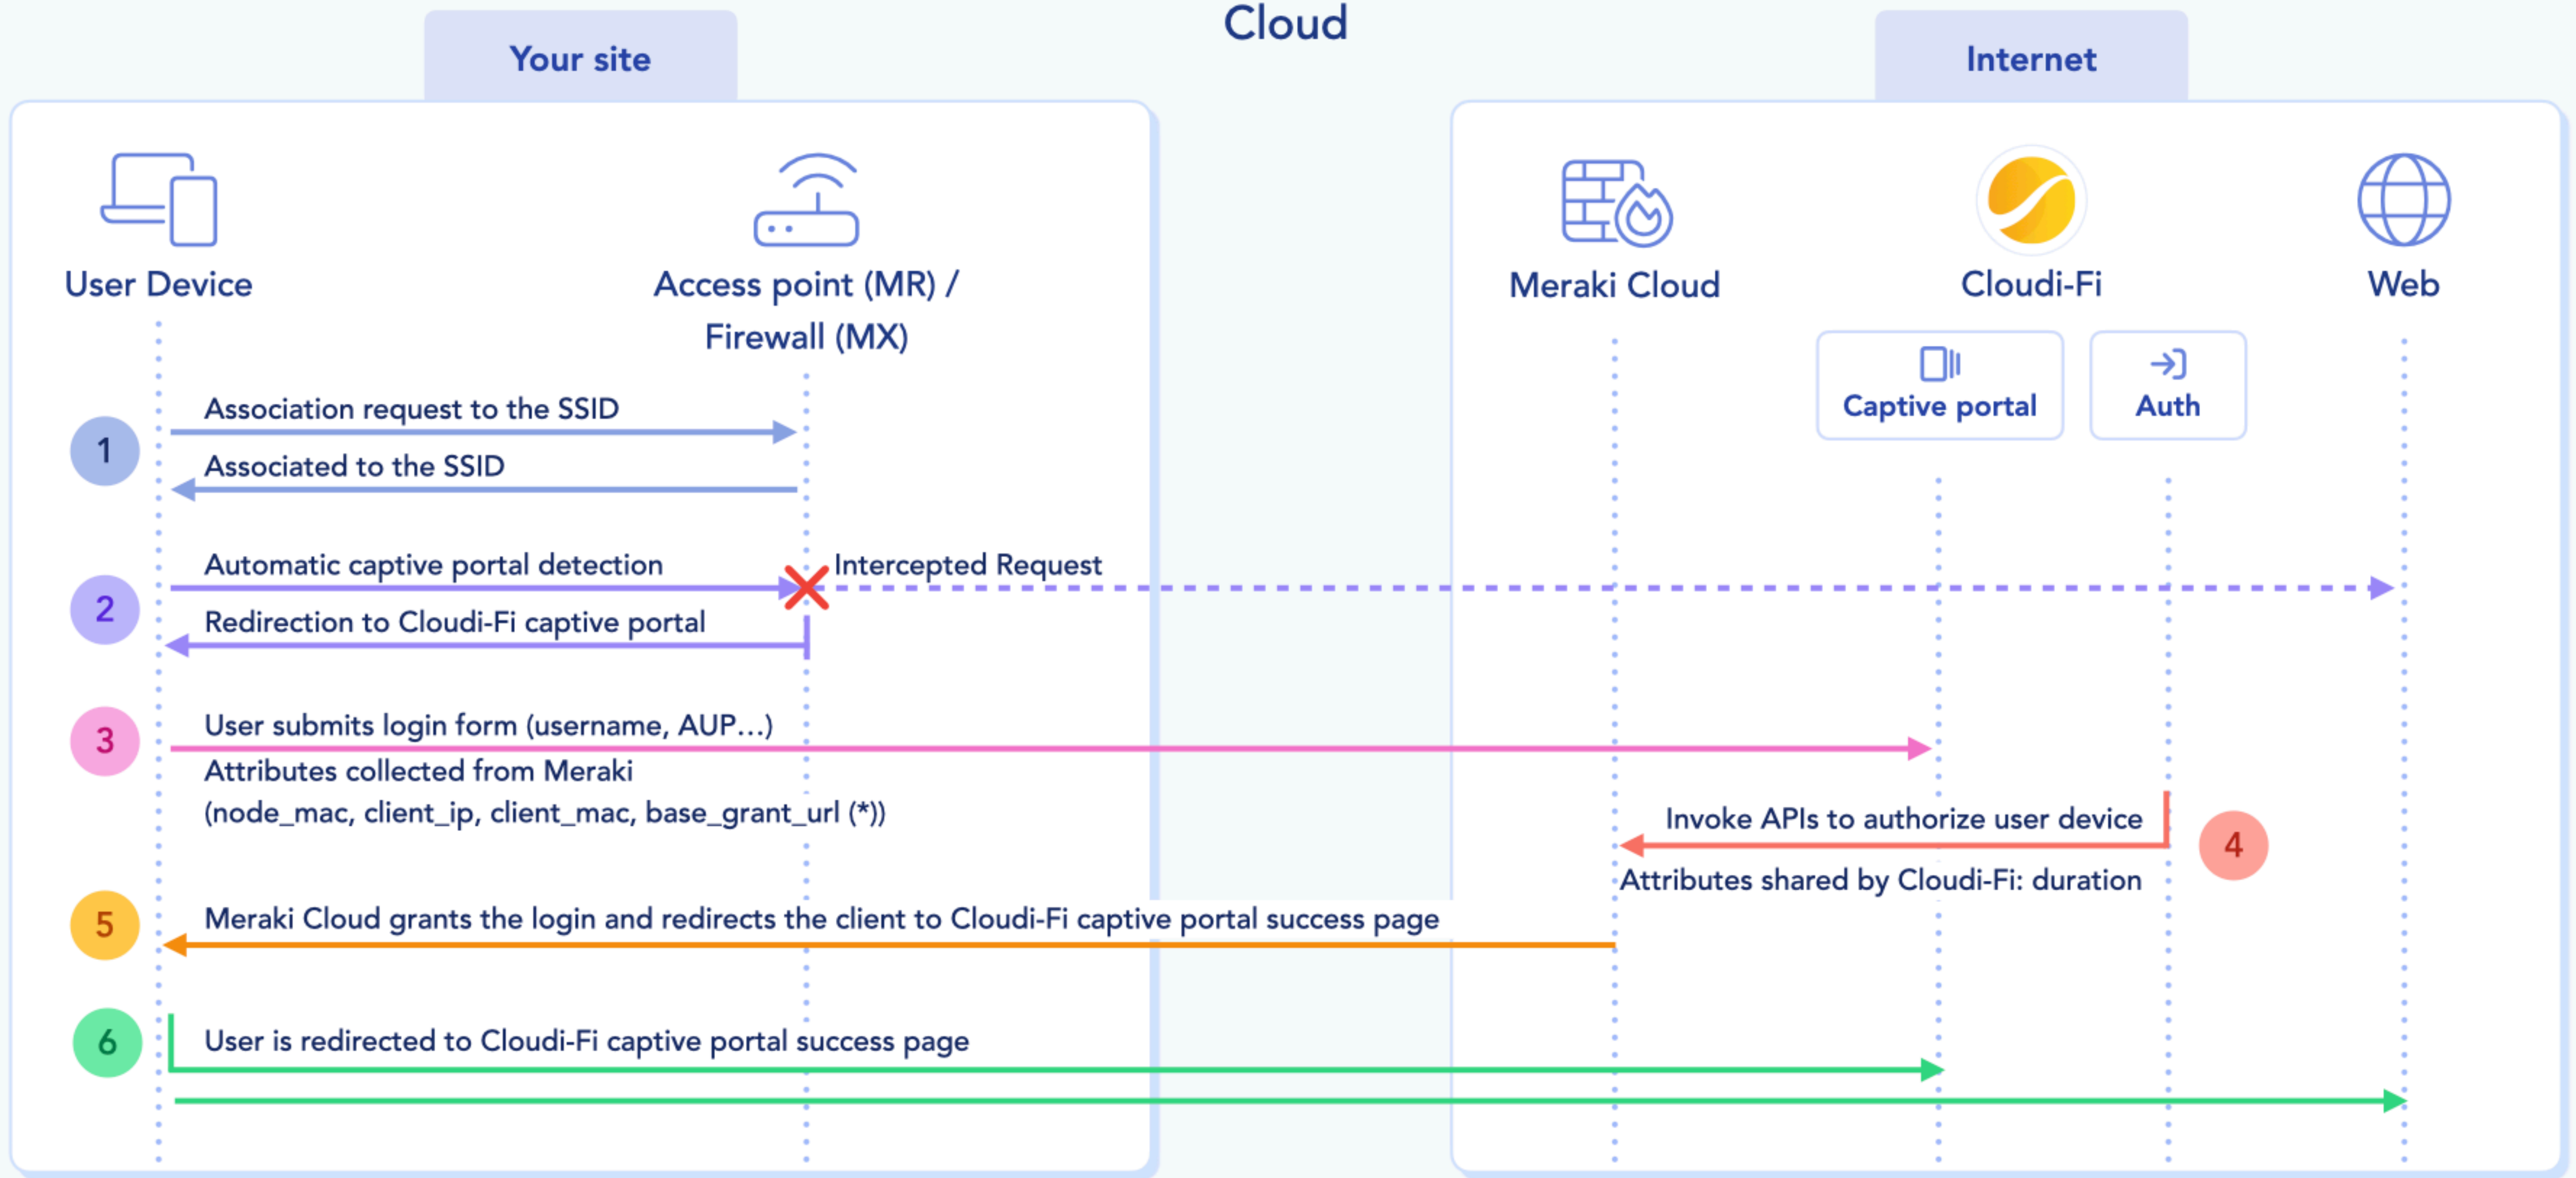 Cloud
Your site
Internet
User Device
Access point (MR) /
Firewall (MX)
Meraki Cloud
Cloudi-Fi
Web
Captive portal
Auth
1
Association request to the SSID
Associated to the SSID
2
Automatic captive portal detection
Intercepted Request
Redirection to Cloudi-Fi captive portal
3
User submits login form (username, AUP...)
Attributes collected from Meraki
(node_mac, client_ip, client_mac, base_grant_url (*))
Invoke APIs to authorize user device
4
Attributes shared by Cloudi-Fi: duration
5
Meraki Cloud grants the login and redirects the client to Cloudi-Fi captive portal success page
6
User is redirected to Cloudi-Fi captive portal success page